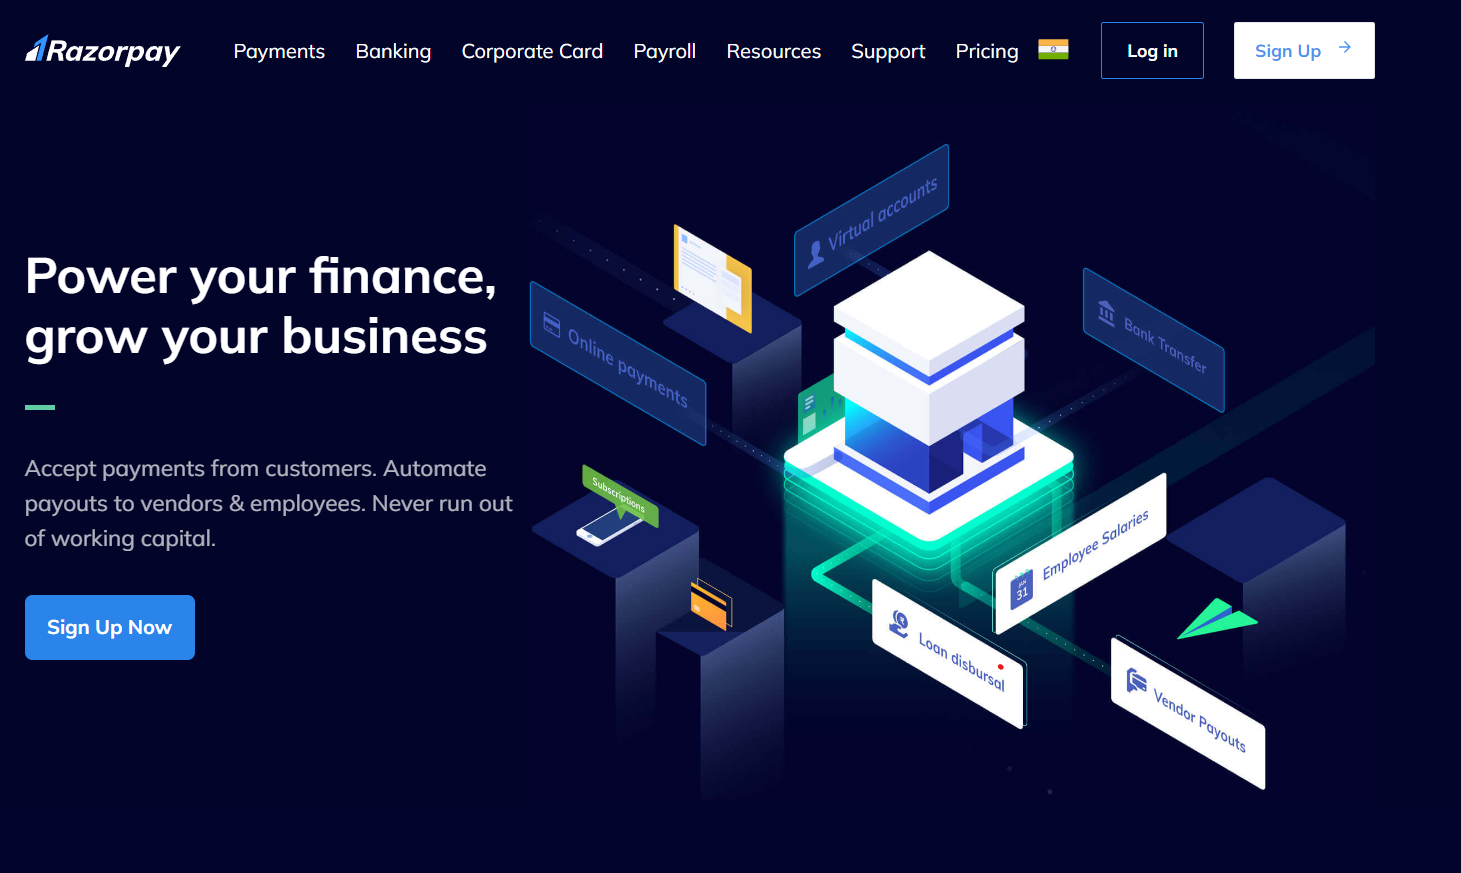 Razorpay
Payments
Banking
Corporate Card
Payroll
Resources
Support
Pricing
Log in
Sign Up
Power your finance,
grow your business
Accept payments from customers. Automate
payouts to vendors & employees. Never run out
of working capital.
Sign Up Now
Virtual accounts
Online payments
Bank Transfer
Subscriptions
JAN
31
Employee Salaries
Loan disbursal
Vendor Payouts